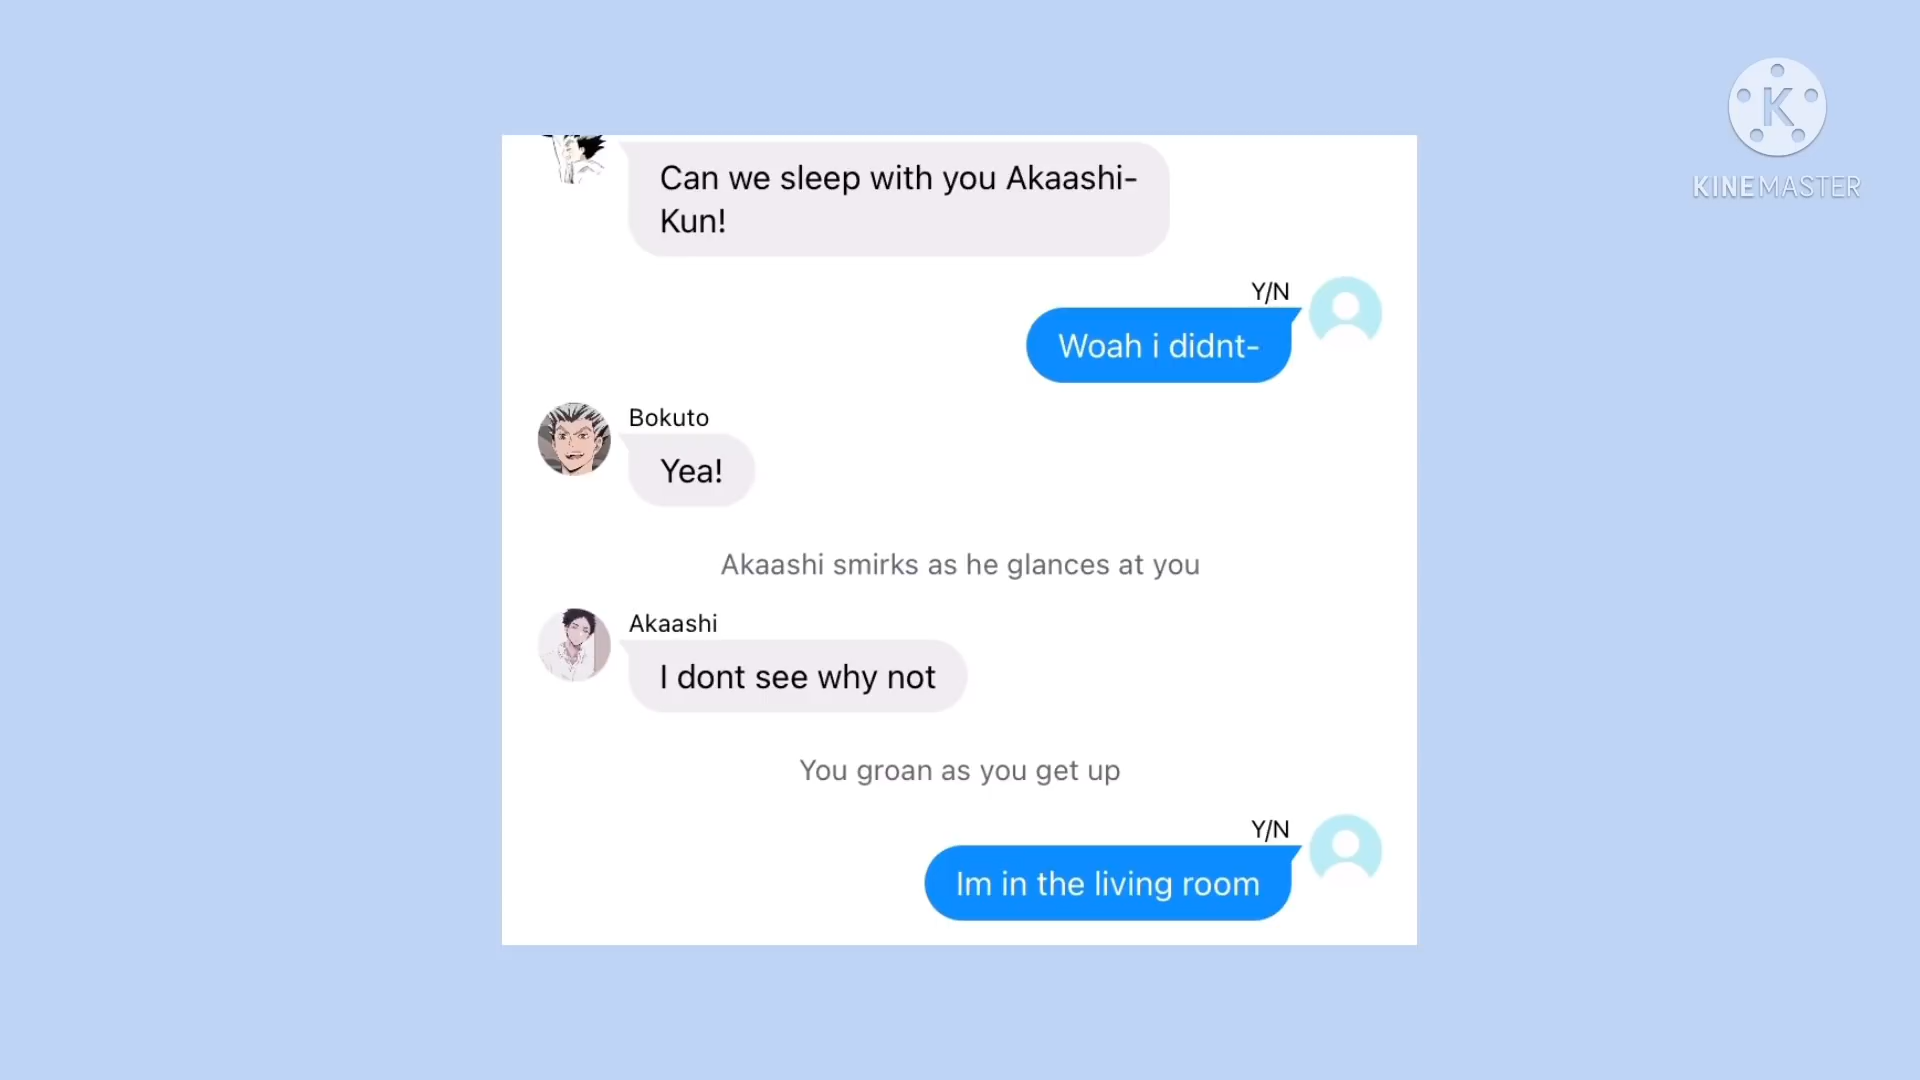 Can we sleep with you Akaashi-
Kun!
Y/N
Woah i didnt-
Bokuto
Yea!
Akaashi smirks as he glances at you
Akaashi
I dont see why not
You groan as you get up
Y/N
Im in the living room
K
KINEMASTER